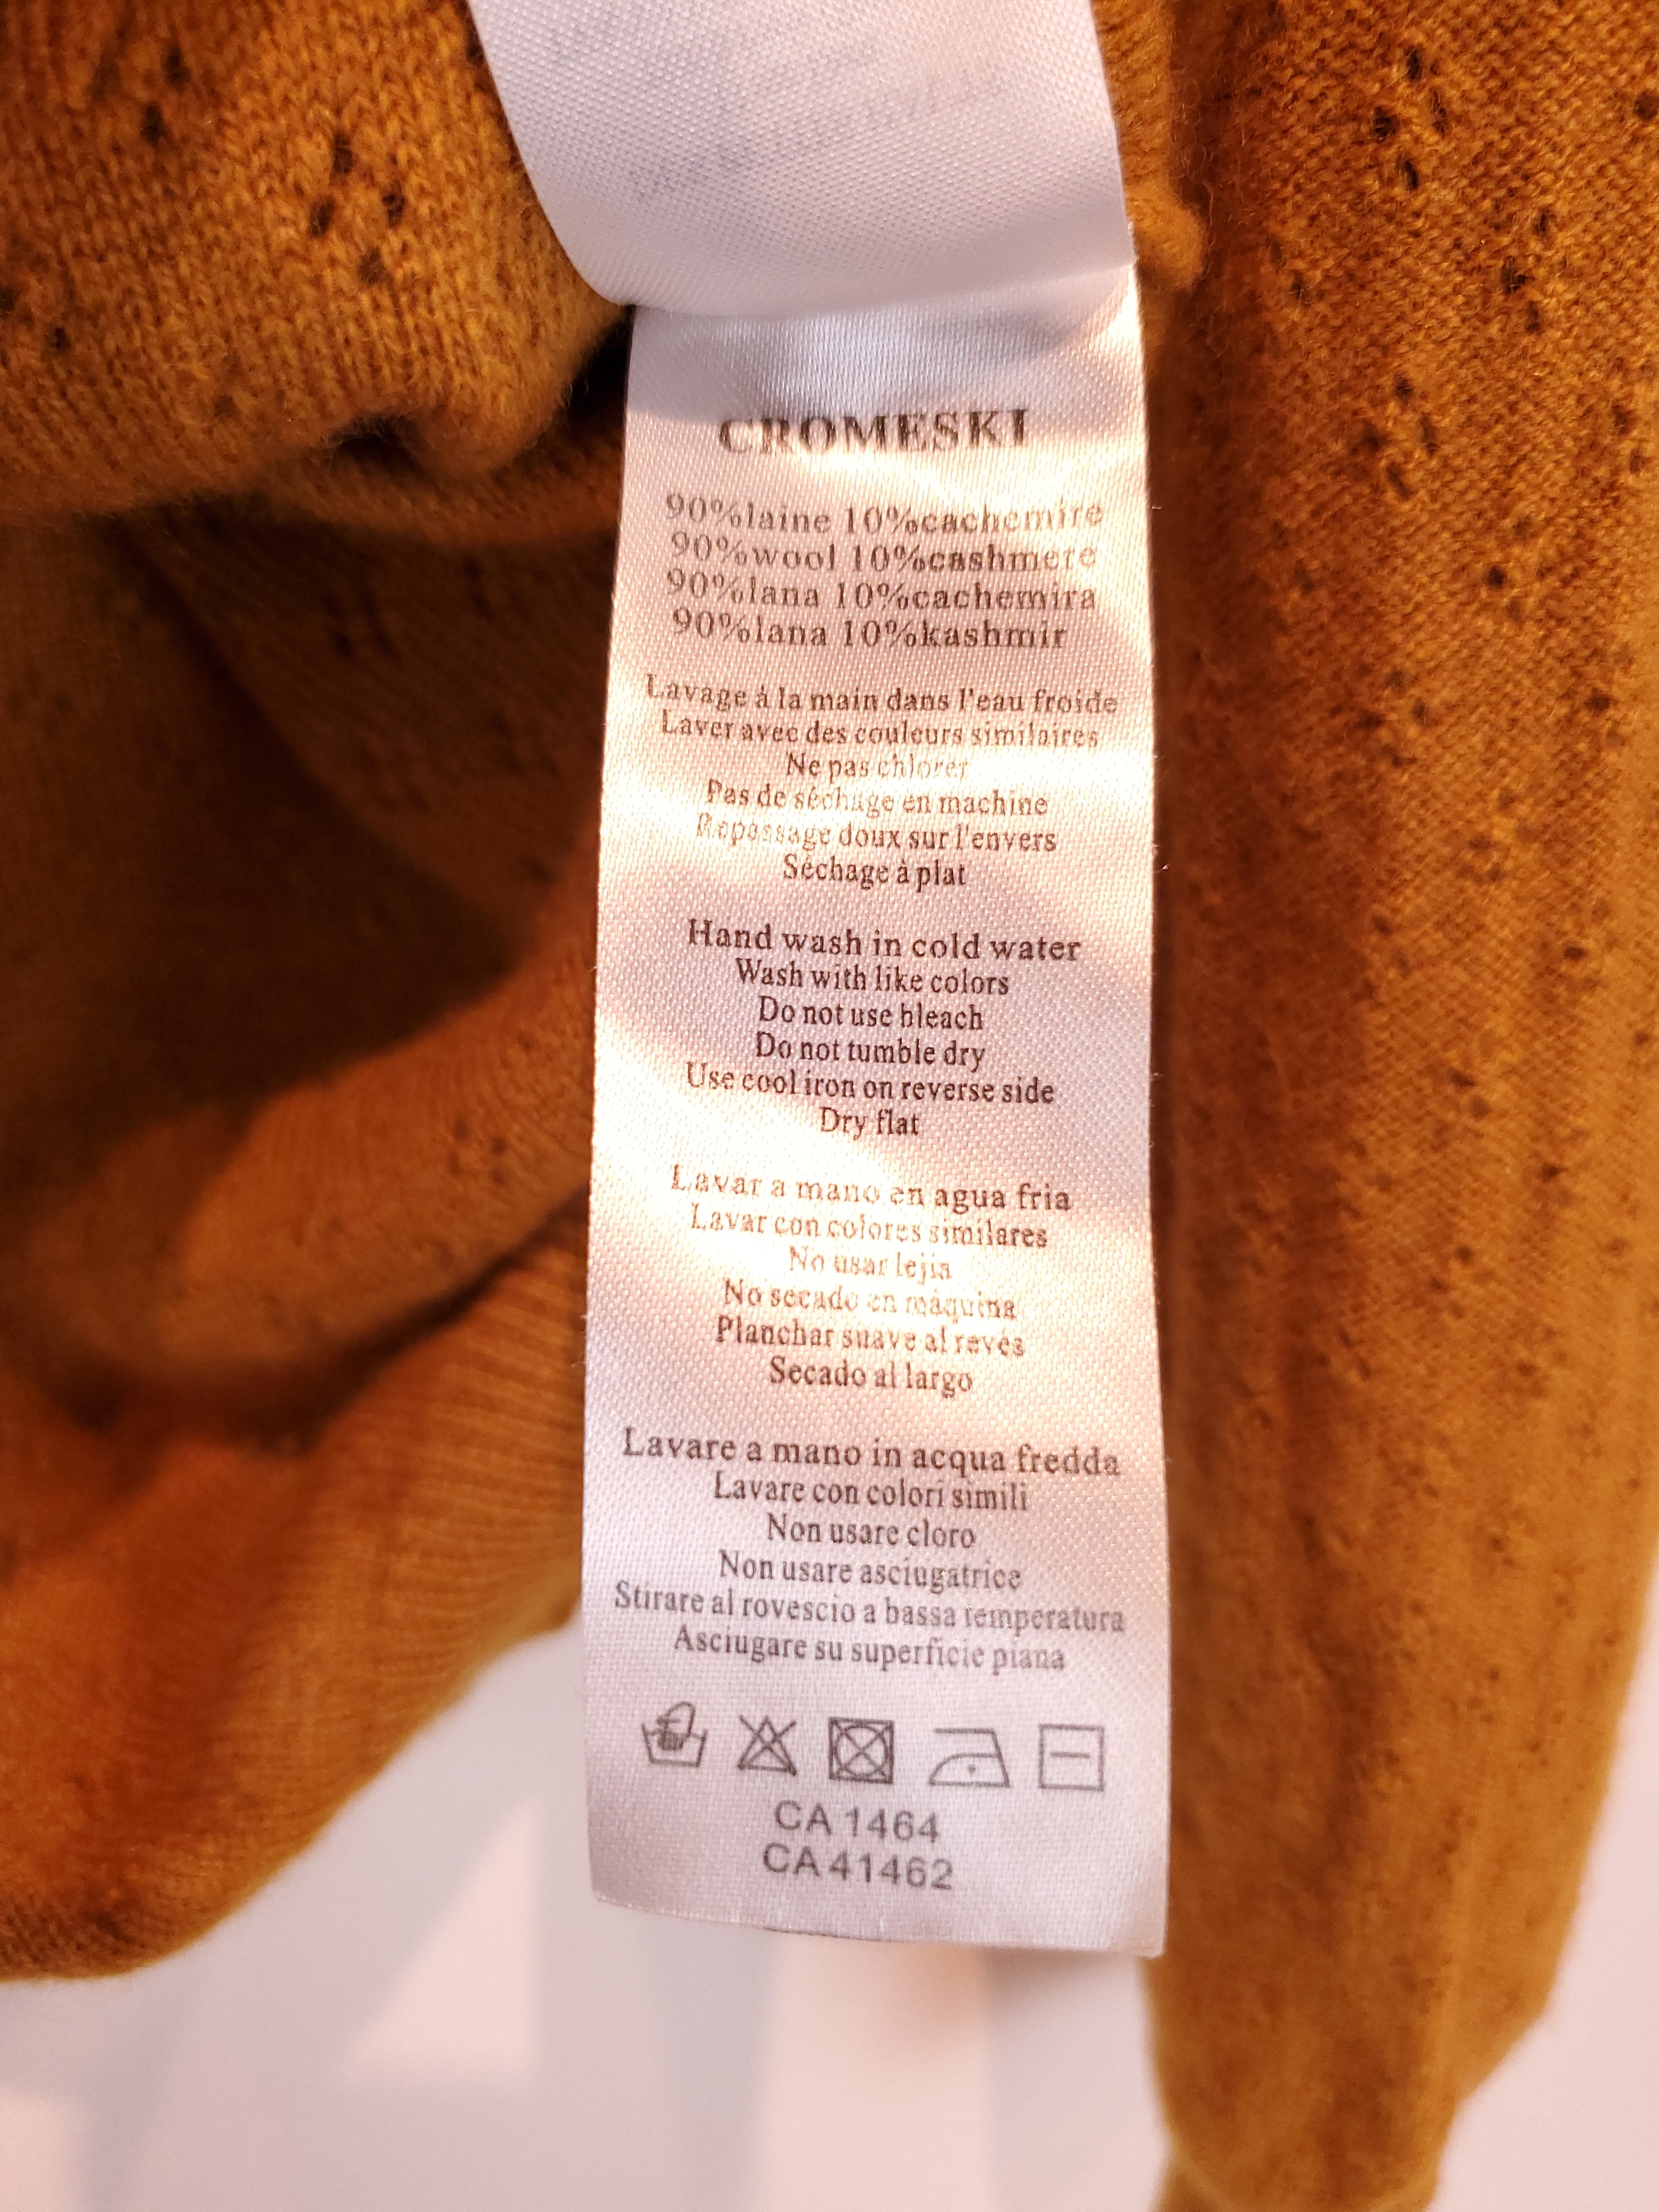 CROMESKI
90%laine 10%cachemire
90%wool 10%cashmere
90%lana 10%cachemira
90%lana 10%kashmir
Lavage à la main dans l'eau froide
Laver avec des couleurs similaires
Ne pas chlorer
Pas de séchage en machine
Repassage doux sur l'envers
Séchage à plat
Hand wash in cold water
Wash with like colors
Do not use bleach
Do not tumble dry
Use cool iron on reverse side
Dry flat
Lavar a mano en agua fria
Lavar con colores similares
No usar lejia
No secado en màquina
Planchar suave al revés
Secado al largo
Lavare a mano in acqua fredda
Lavare con colori simili
Non usare cloro
Non usare asciugatrice
Stirare al rovescio a bassa temperatura
Asciugare su superficie piana
CA 1464
CA 41462